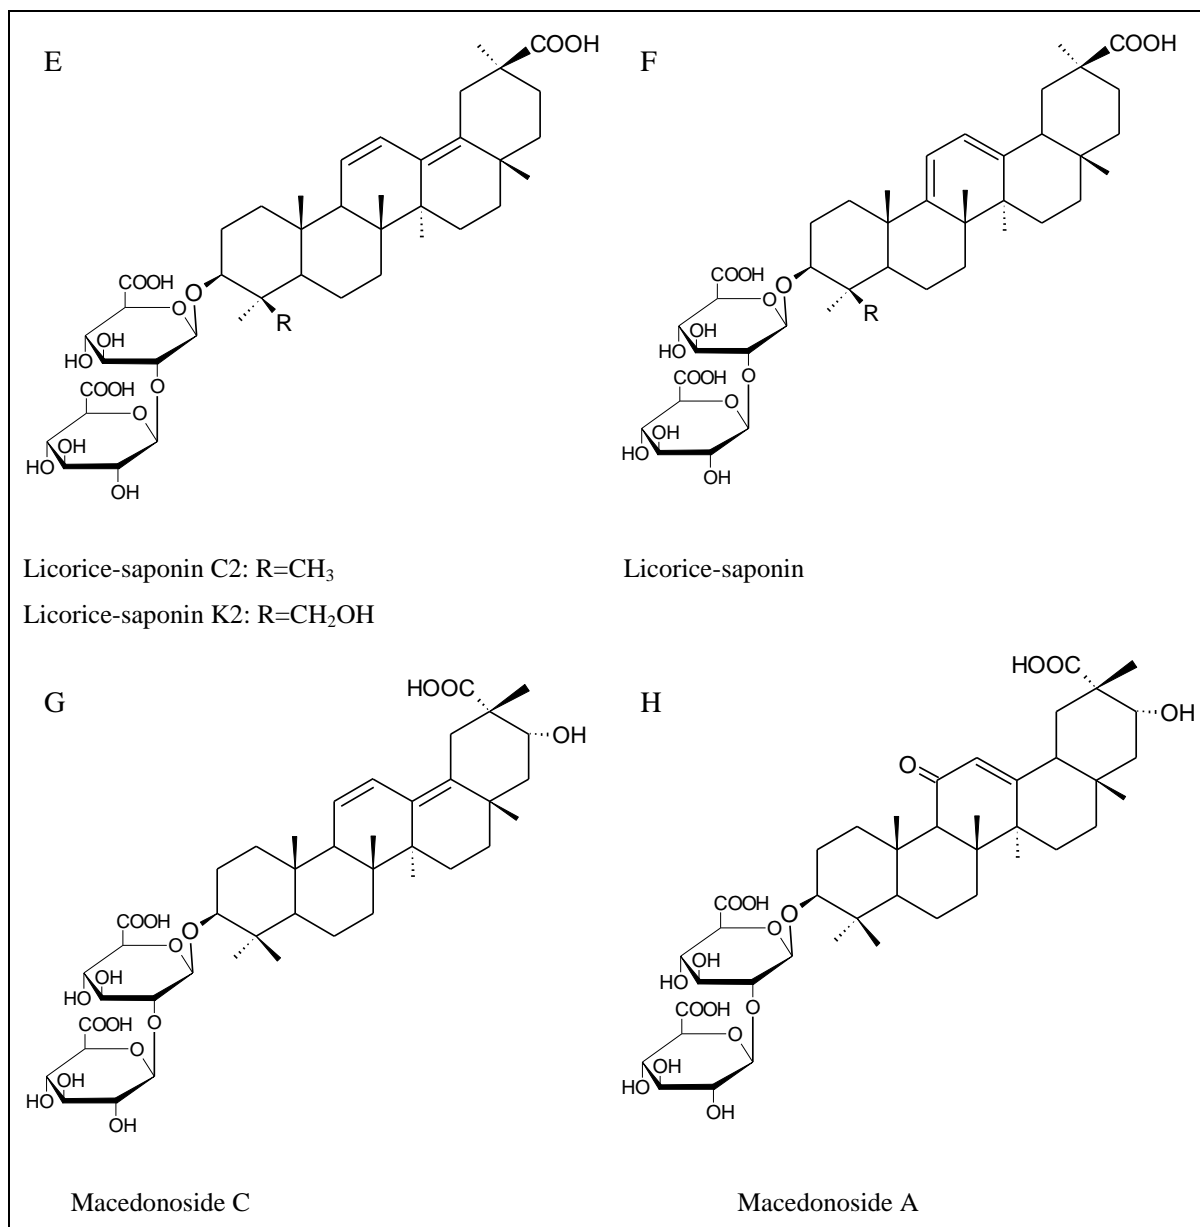 E
COOH
R
COOH
O
O
OH
HO
O
COOH
O
OH
HO
OH
Licorice-saponin C2: R=CH₃
Licorice-saponin K2: R=CH₂OH
F
COOH
R
COOH
O
O
OH
HO
O
COOH
O
OH
HO
OH
Licorice-saponin
G
HOOC
OH
COOH
O
O
OH
HO
O
COOH
O
OH
HO
OH
Macedonoside C
H
HOOC
OH
O
COOH
O
O
OH
HO
O
COOH
O
OH
HO
OH
Macedonoside A